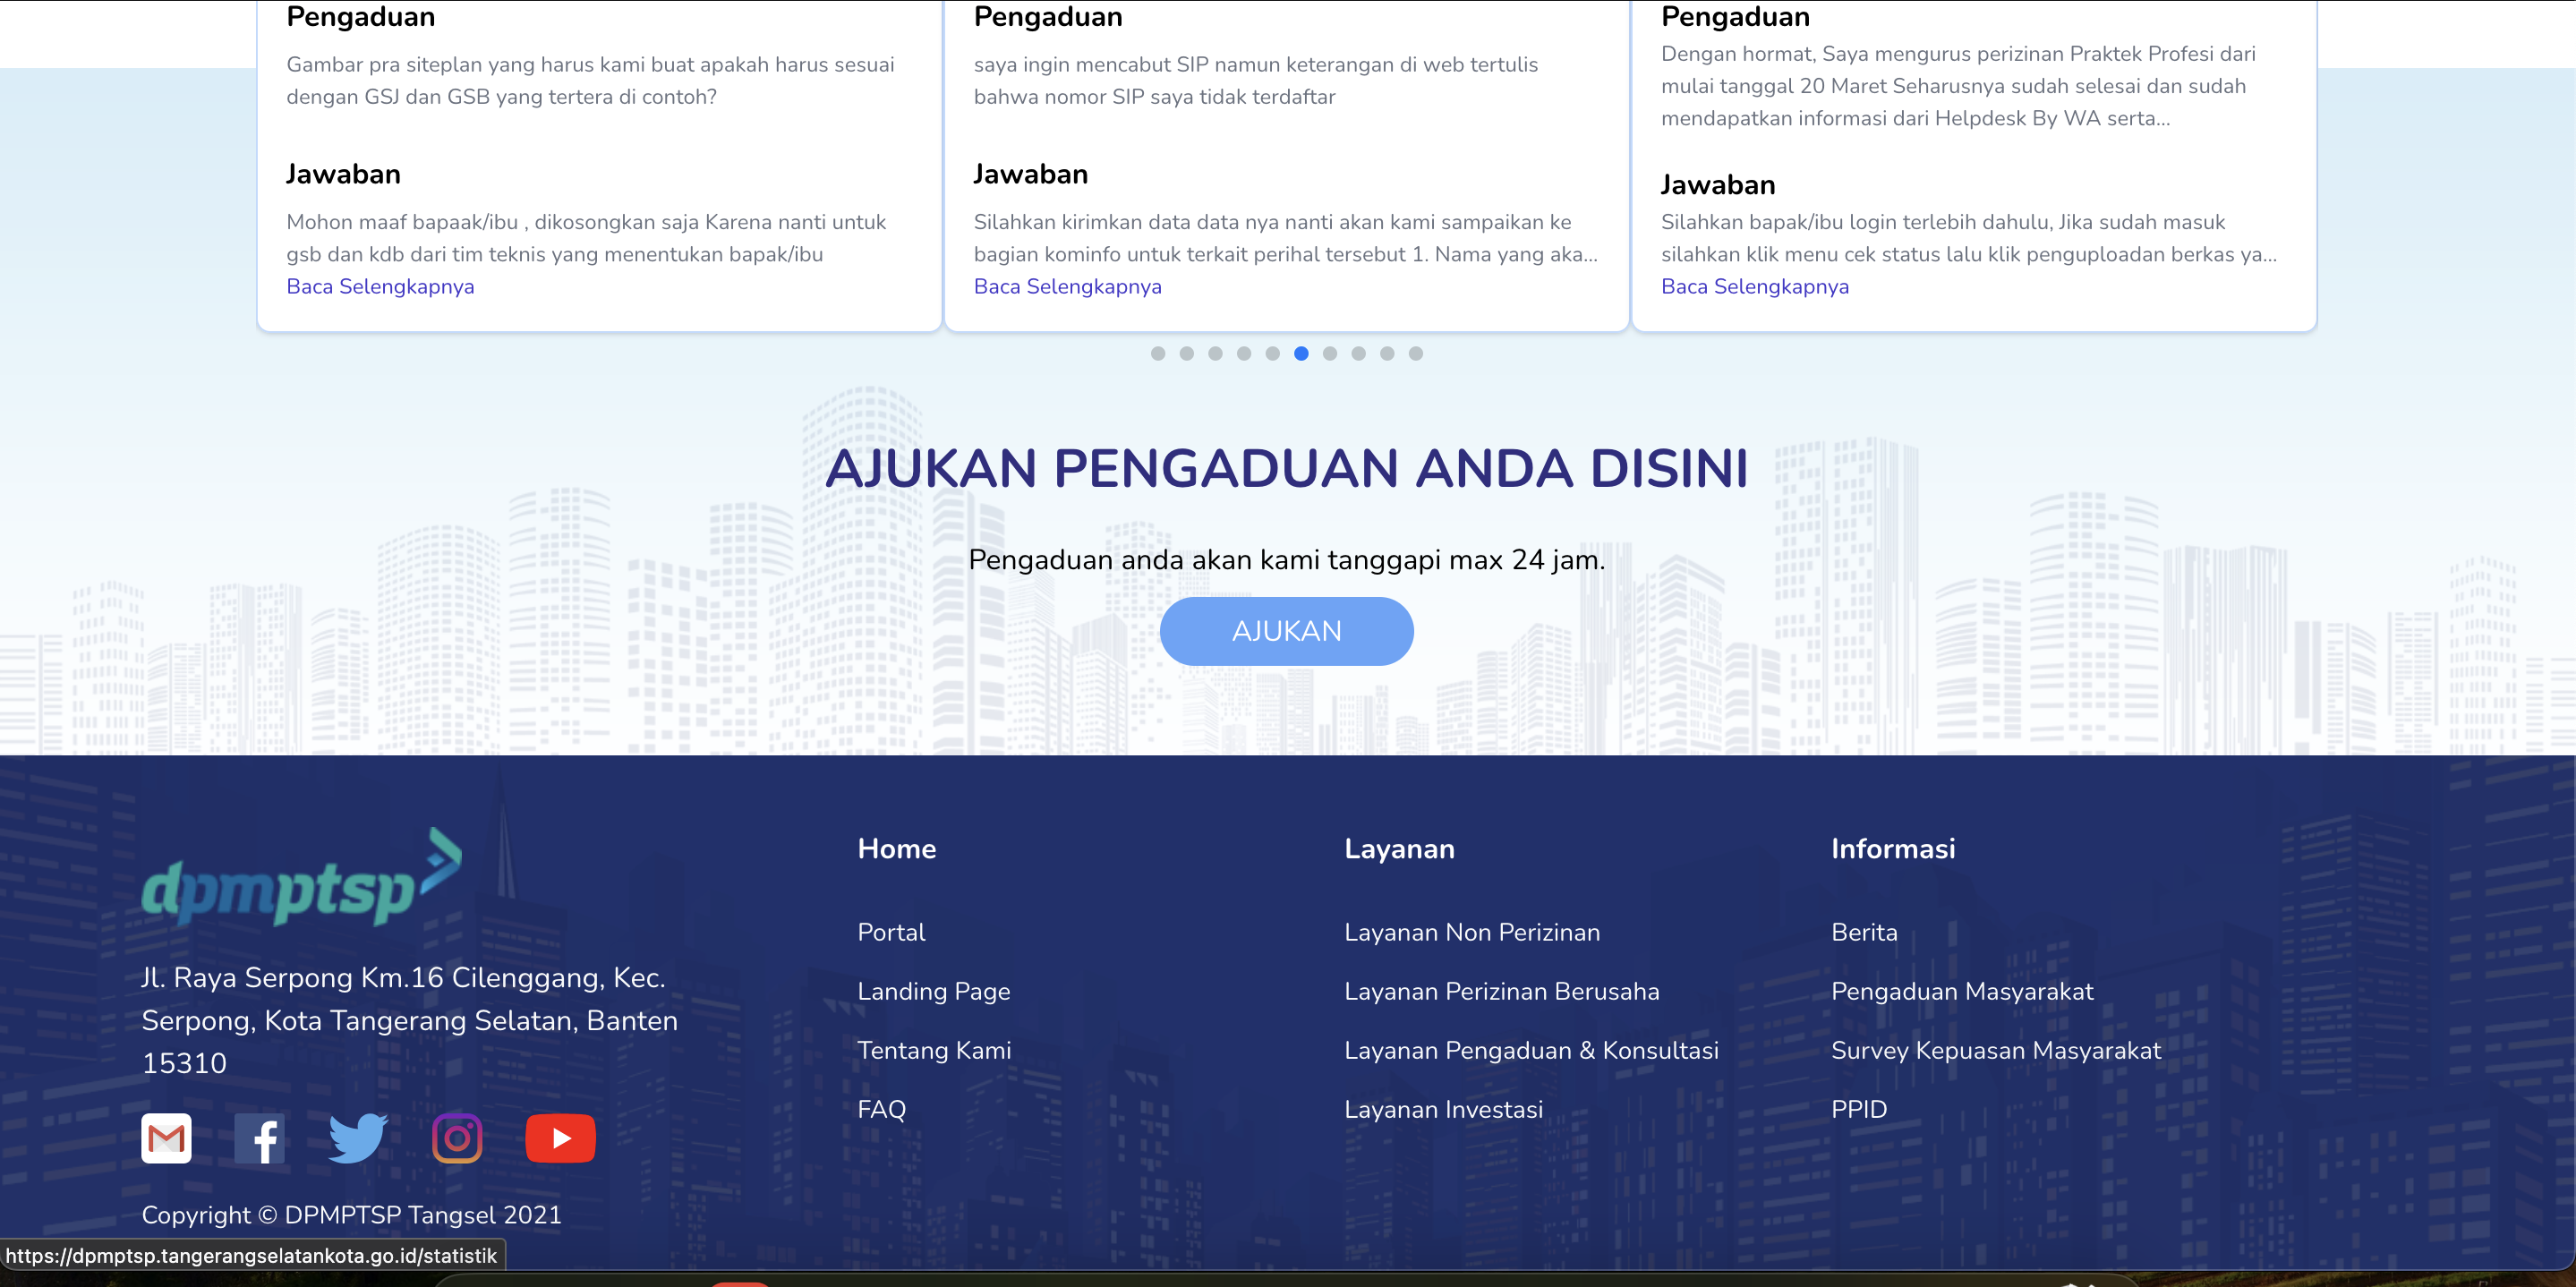 Pengaduan
Gambar pra siteplan yang harus kami buat apakah harus sesuai
dengan GSJ dan GSB yang tertera di contoh?
Jawaban
Mohon maaf bapaak/ibu , dikosongkan saja Karena nanti untuk
gsb dan kdb dari tim teknis yang menentukan bapak/ibu
Baca Selengkapnya
Pengaduan
saya ingin mencabut SIP namun keterangan di web tertulis
bahwa nomor SIP saya tidak terdaftar
Jawaban
Silahkan kirimkan data data nya nanti akan kami sampaikan ke
bagian kominfo untuk terkait perihal tersebut 1. Nama yang aka...
Baca Selengkapnya
Pengaduan
Dengan hormat, Saya mengurus perizinan Praktek Profesi dari
mulai tanggal 20 Maret Seharusnya sudah selesai dan sudah
mendapatkan informasi dari Helpdesk By WA serta...
Jawaban
Silahkan bapak/ibu login terlebih dahulu, Jika sudah masuk
silahkan klik menu cek status lalu klik penguploadan berkas ya...
Baca Selengkapnya
AJUKAN PENGADUAN ANDA DISINI
Pengaduan anda akan kami tanggapi max 24 jam.
AJUKAN
dpmptsp
Jl. Raya Serpong Km.16 Cilenggang, Kec.
Serpong, Kota Tangerang Selatan, Banten
15310
Copyright © DPMPTSP Tangsel 2021
Home
Portal
Landing Page
Tentang Kami
FAQ
Layanan
Layanan Non Perizinan
Layanan Perizinan Berusaha
Layanan Pengaduan & Konsultasi
Layanan Investasi
Informasi
Berita
Pengaduan Masyarakat
Survey Kepuasan Masyarakat
PPID
https://dpmptsp.tangerangselatankota.go.id/statistik